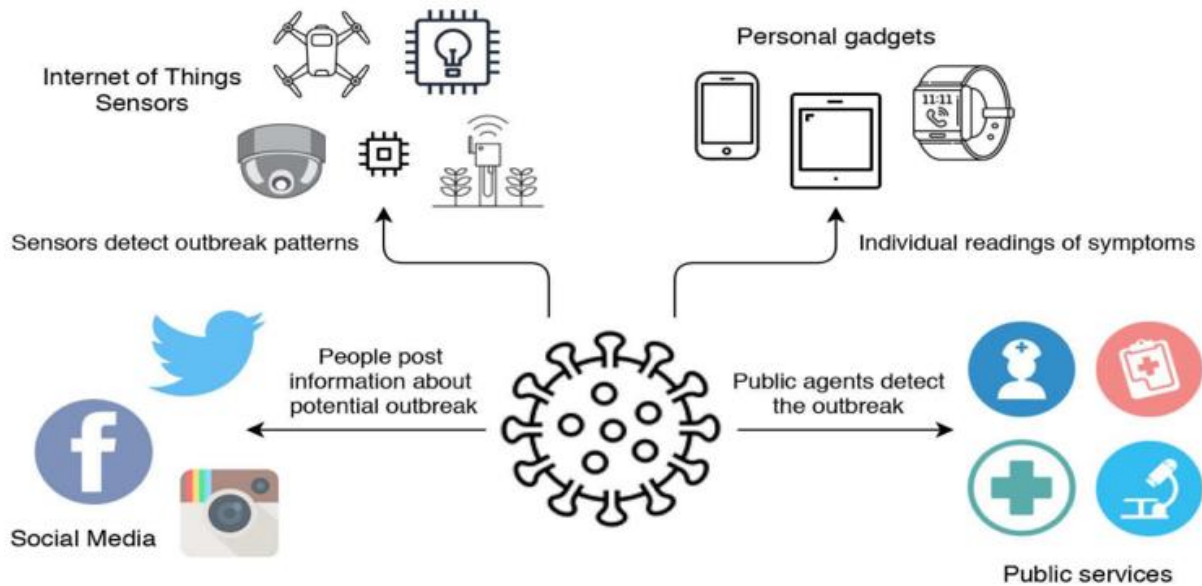 Internet of Things
Sensors
Personal gadgets
11:11
Sensors detect outbreak patterns
Individual readings of symptoms
People post
information about
potential outbreak
Public agents detect
the outbreak
f
Social Media
Public services